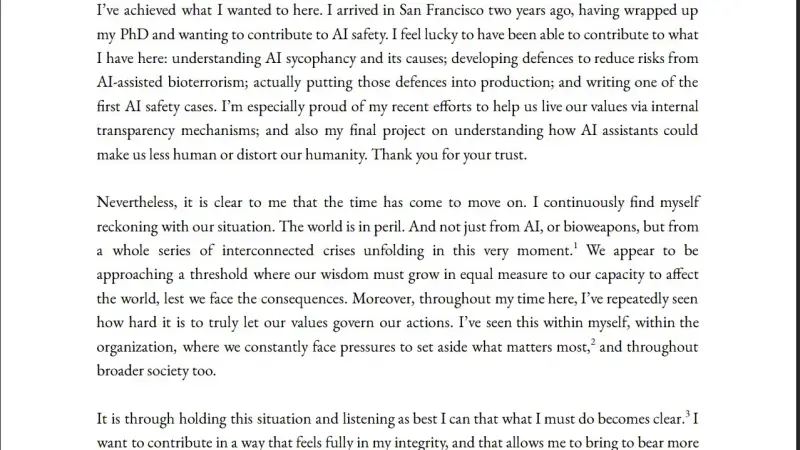 I’ve achieved what I wanted to here. I arrived in San Francisco two years ago, having wrapped up
my PhD and wanting to contribute to AI safety. I feel lucky to have been able to contribute to what
I have here: understanding AI sycophancy and its causes; developing defences to reduce risks from
AI-assisted bioterrorism; actually putting those defences into production; and writing one of the
first AI safety cases. I’m especially proud of my recent efforts to help us live our values via internal
transparency mechanisms; and also my final project on understanding how AI assistants could
make us less human or distort our humanity. Thank you for your trust.
Nevertheless, it is clear to me that the time has come to move on. I continuously find myself
reckoning with our situation. The world is in peril. And not just from AI, or bioweapons, but from
a whole series of interconnected crises unfolding in this very moment.¹ We appear to be
approaching a threshold where our wisdom must grow in equal measure to our capacity to affect
the world, lest we face the consequences. Moreover, throughout my time here, I’ve repeatedly seen
how hard it is to truly let our values govern our actions. I’ve seen this within myself, within the
organization, where we constantly face pressures to set aside what matters most,² and throughout
broader society too.
It is through holding this situation and listening as best I can that what I must do becomes clear.³ I
want to contribute in a way that feels fully in my integrity, and that allows me to bring to bear more